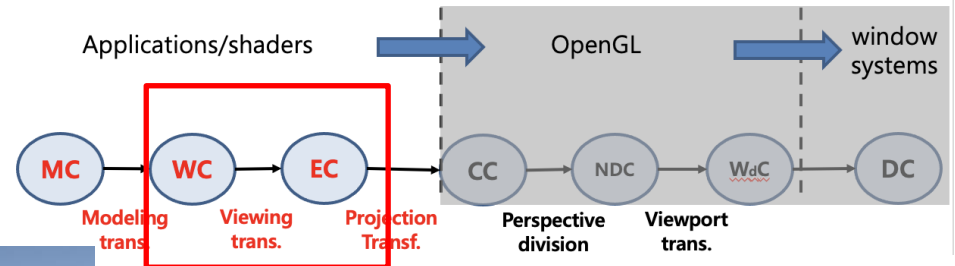 Applications/shaders
OpenGL
window
systems
MC
WC
EC
CC
NDC
WdC
DC
Modeling
trans.
Viewing
trans.
Projection
Transf.
Perspective
division
Viewport
trans.